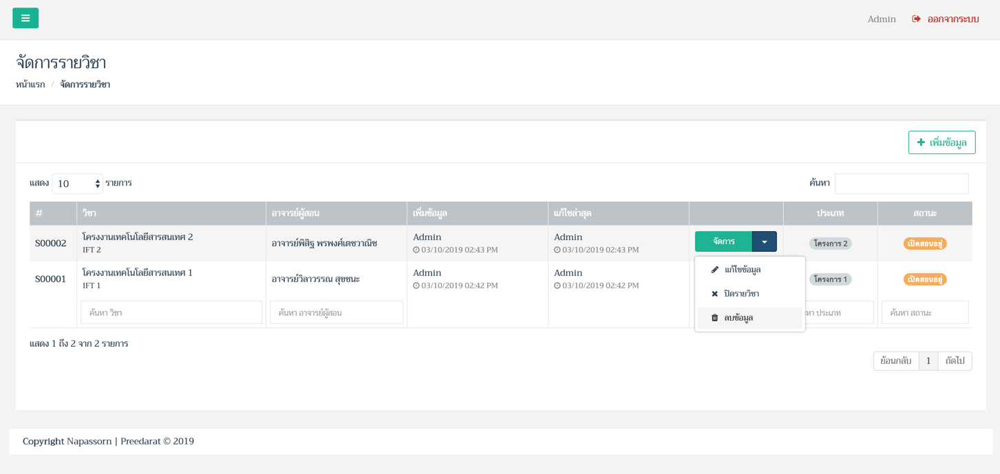 Admin ออกจากระบบ
จัดการรายวิชา
หน้าแรก / จัดการรายวิชา
เพิ่มข้อมูล
แสดง 10 รายการ ค้นหา
# วิชา อาจารย์ผู้สอน เพิ่มข้อมูล แก้ไขล่าสุด ประเภท สถานะ
S00002 โครงงานเทคโนโลยีสารสนเทศ 2 อาจารย์พิสิฐ พรพงศ์เตชวาณิช Admin Admin จัดการ โครงการ 2 เปิดสอนอยู่
IFT 2 03/10/2019 02:43 PM 03/10/2019 02:43 PM
แก้ไขข้อมูล
S00001 โครงงานเทคโนโลยีสารสนเทศ 1 อาจารย์วิลาวรรณ สุขชนะ Admin Admin โครงการ 1 เปิดสอนอยู่
IFT 1 03/10/2019 02:42 PM 03/10/2019 02:42 PM
ปิดรายวิชา
ค้นหา วิชา ค้นหา อาจารย์ผู้สอน ประเภท ค้นหา สถานะ
ลบข้อมูล
แสดง 1 ถึง 2 จาก 2 รายการ
ย้อนกลับ 1 ถัดไป
Copyright Napassorn | Preedarat © 2019